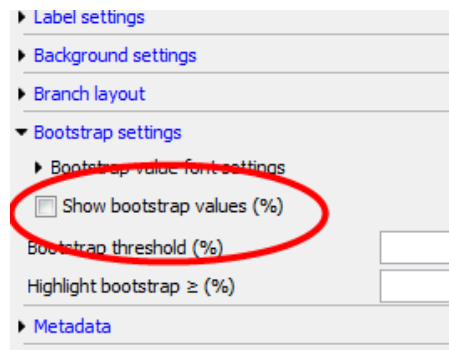 Label settings
Background settings
Branch layout
Bootstrap settings
Bootstrap value font settings
Show bootstrap values (%)
Bootstrap threshold (%)
Highlight bootstrap ≥ (%)
Metadata